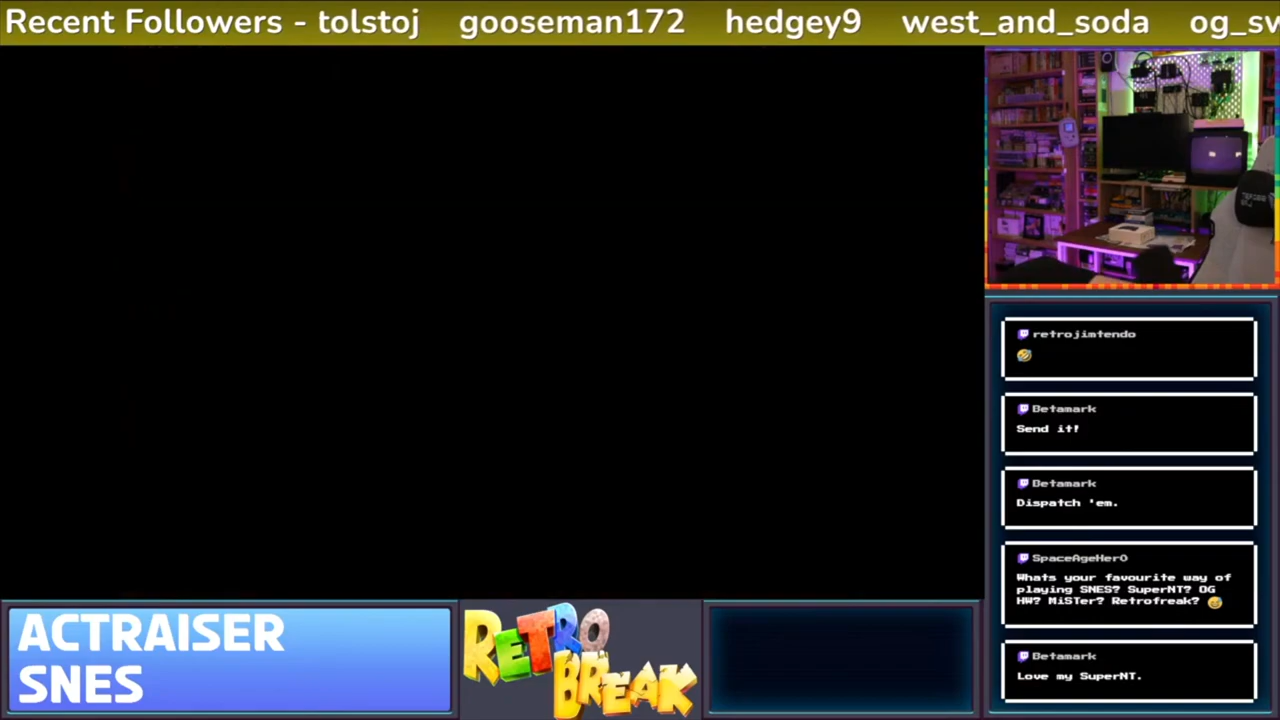 Recent Followers - tolstoj gooseman172 hedgey9 west_and_soda og_sw
retrojimtendo
🤣
Betamark
Send it!
Betamark
Dispatch 'em.
SpaceAgeHer0
Whats your favourite way of
playing SNES? SuperNT? OG
HW? MiSTer? Retrofreak? 😅
Betamark
Love my SuperNT.
ACTRAISER
SNES
RETRO
BREAK